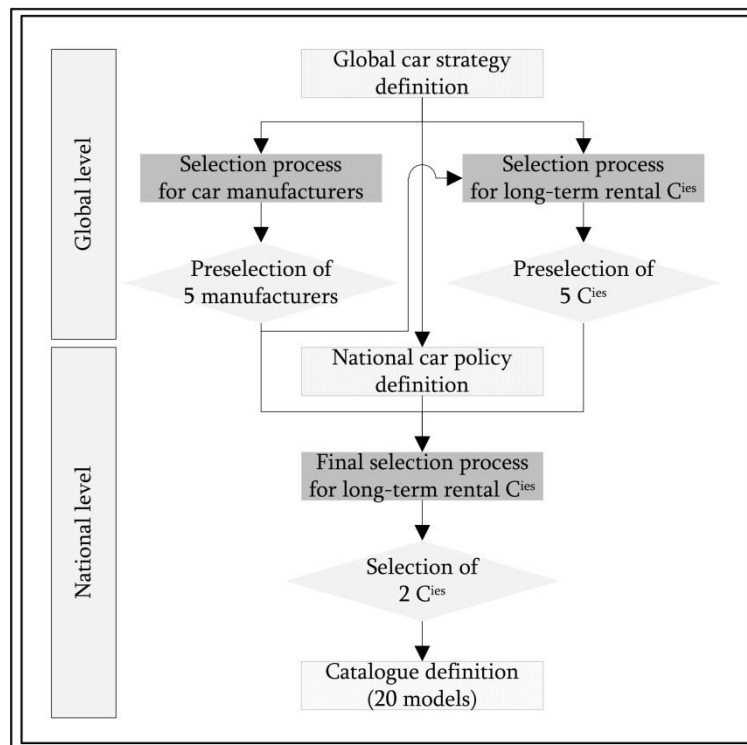 Global car strategy
definition
Global level
Selection process
for car manufacturers
Selection process
for long-term rental Cies
Preselection of
5 manufacturers
Preselection of
5 Cies
National level
National car policy
definition
Final selection process
for long-term rental Cies
Selection of
2 Cies
Catalogue definition
(20 models)